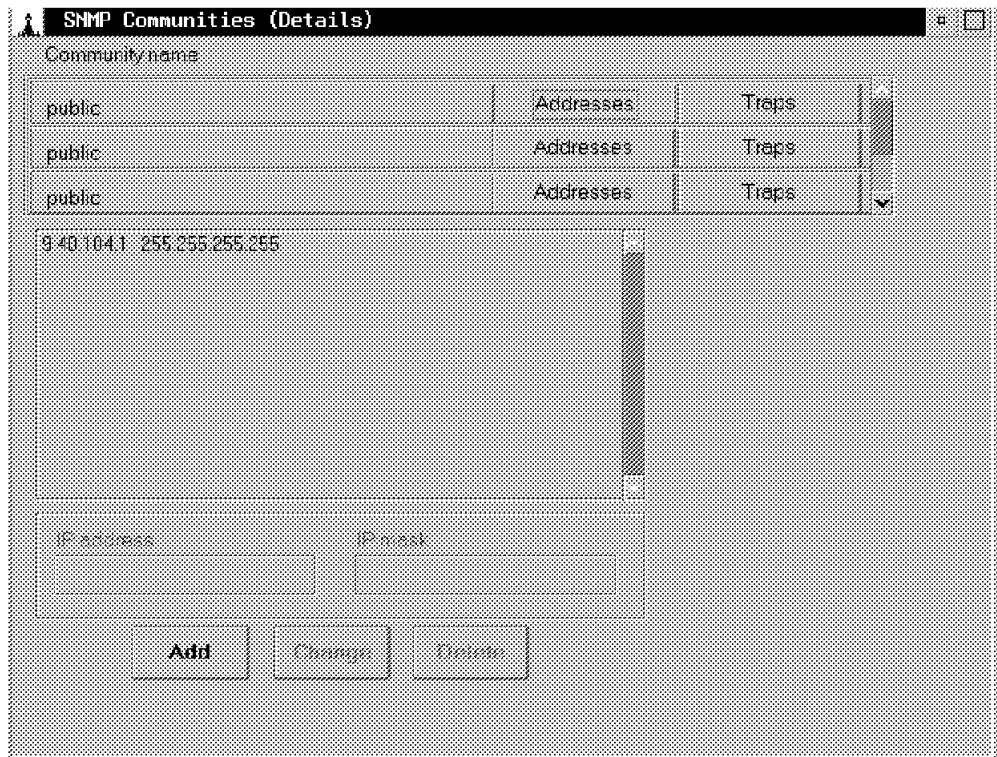 SNMP Communities (Details)
Community name
public Addresses Traps
public Addresses Traps
public Addresses Traps
9.40.104.1 255.255.255.255
IP address IP mask
Add Change Delete